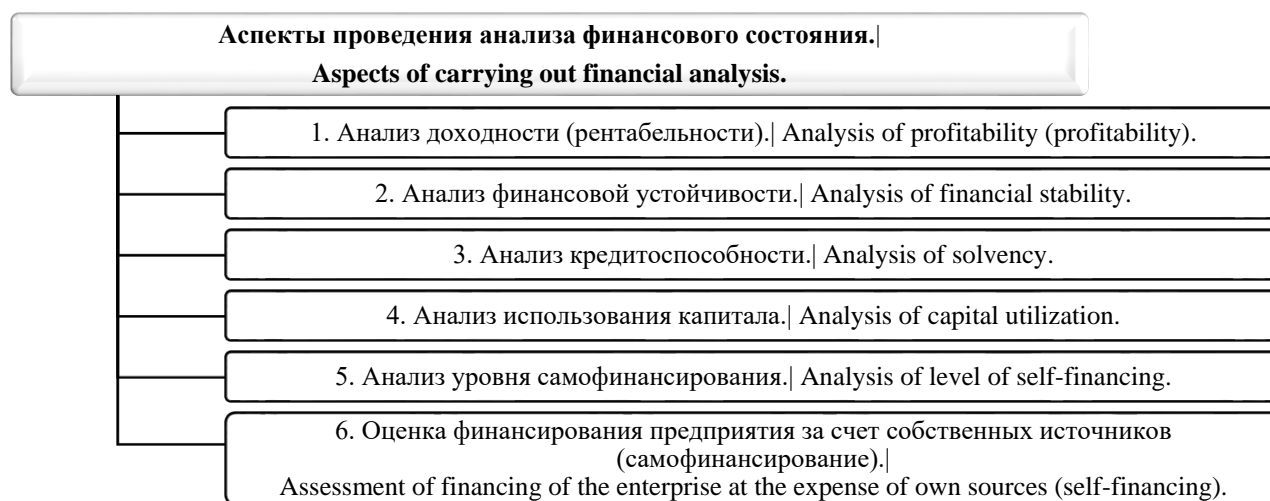 Аспекты проведения анализа финансового состояния.|
Aspects of carrying out financial analysis.
1. Анализ доходности (рентабельности).| Analysis of profitability (profitability).
2. Анализ финансовой устойчивости.| Analysis of financial stability.
3. Анализ кредитоспособности.| Analysis of solvency.
4. Анализ использования капитала.| Analysis of capital utilization.
5. Анализ уровня самофинансирования.| Analysis of level of self-financing.
6. Оценка финансирования предприятия за счет собственных источников
(самофинансирование).|
Assessment of financing of the enterprise at the expense of own sources (self-financing).